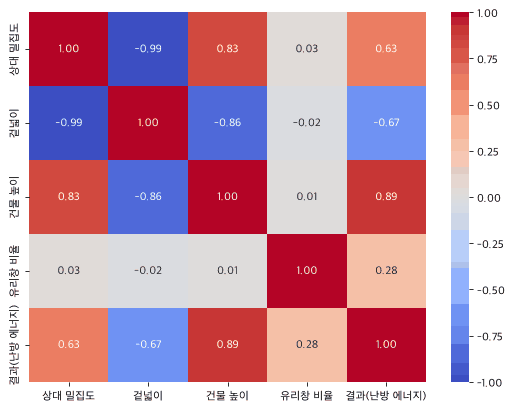 상대 밀집도 1.00 -0.99 0.83 0.03 0.63
겉넓이 -0.99 1.00 -0.86 -0.02 -0.67
건물 높이 0.83 -0.86 1.00 0.01 0.89
유리창 비율 0.03 -0.02 0.01 1.00 0.28
결과(난방 에너지) 0.63 -0.67 0.89 0.28 1.00
상대 밀집도 겉넓이 건물 높이 유리창 비율 결과(난방 에너지)
1.00
0.75
0.50
0.25
0.00
-0.25
-0.50
-0.75
-1.00